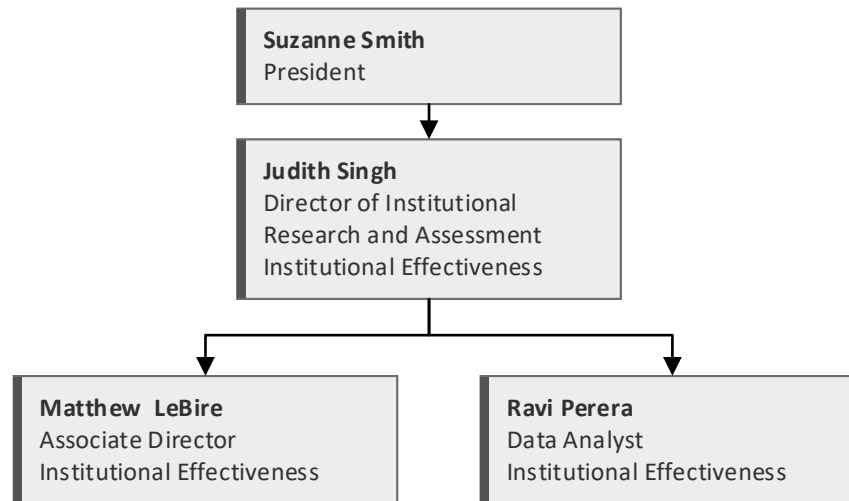 Suzanne Smith
President
Judith Singh
Director of Institutional
Research and Assessment
Institutional Effectiveness
Matthew LeBire
Associate Director
Institutional Effectiveness
Ravi Perera
Data Analyst
Institutional Effectiveness